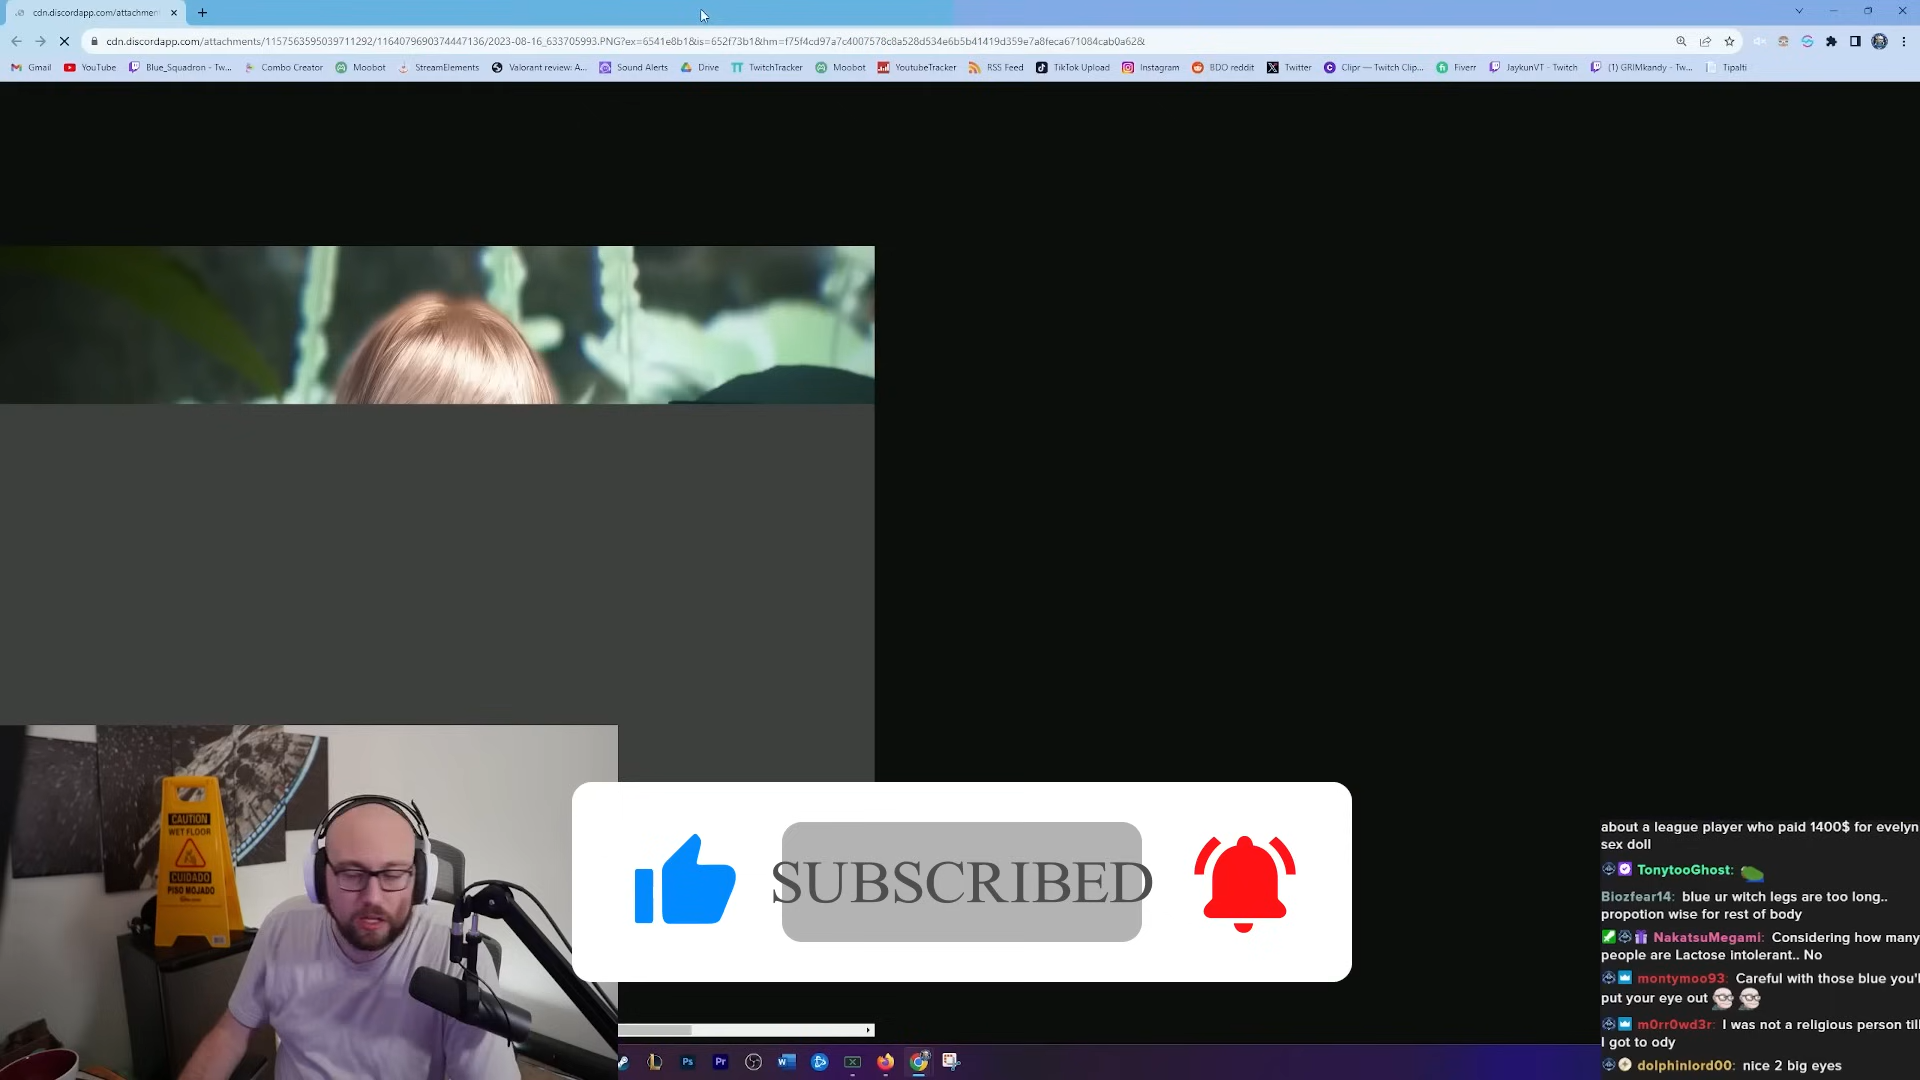 cdn.discordapp.com/attachmen
cdn.discordapp.com/attachments/1157563595039711292/1164079690374447136/2023-08-16_633705993.PNG?ex=6541e8b1&is=652f73b1&hm=f75f4cd97a7c4007578c8a528d534e6b5b41419d359e7a8feca671084cab0a62&
Gmail YouTube Blue_Squadron - Tw... Combo Creator Moobot StreamElements Valorant review: A... Sound Alerts Drive TwitchTracker Moobot YoutubeTracker RSS Feed TikTok Upload Instagram BDO reddit Twitter Clipr — Twitch Clip... Fiverr JaykunVT - Twitch (1) GRIMkandy - Tw... Tipalti
CAUTION
WET FLOOR
CUIDADO
PISO MOJADO
SUBSCRIBED
about a league player who paid 1400$ for evelyn
sex doll
TonytooGhost:
Biozfear14: blue ur witch legs are too long..
propotion wise for rest of body
NakatsuMegami: Considering how many
people are Lactose intolerant.. No
montymoo93: Careful with those blue you'l
put your eye out
m0rr0wd3r: I was not a religious person till
I got to ody
dolphinlord00: nice 2 big eyes
Ps Pr